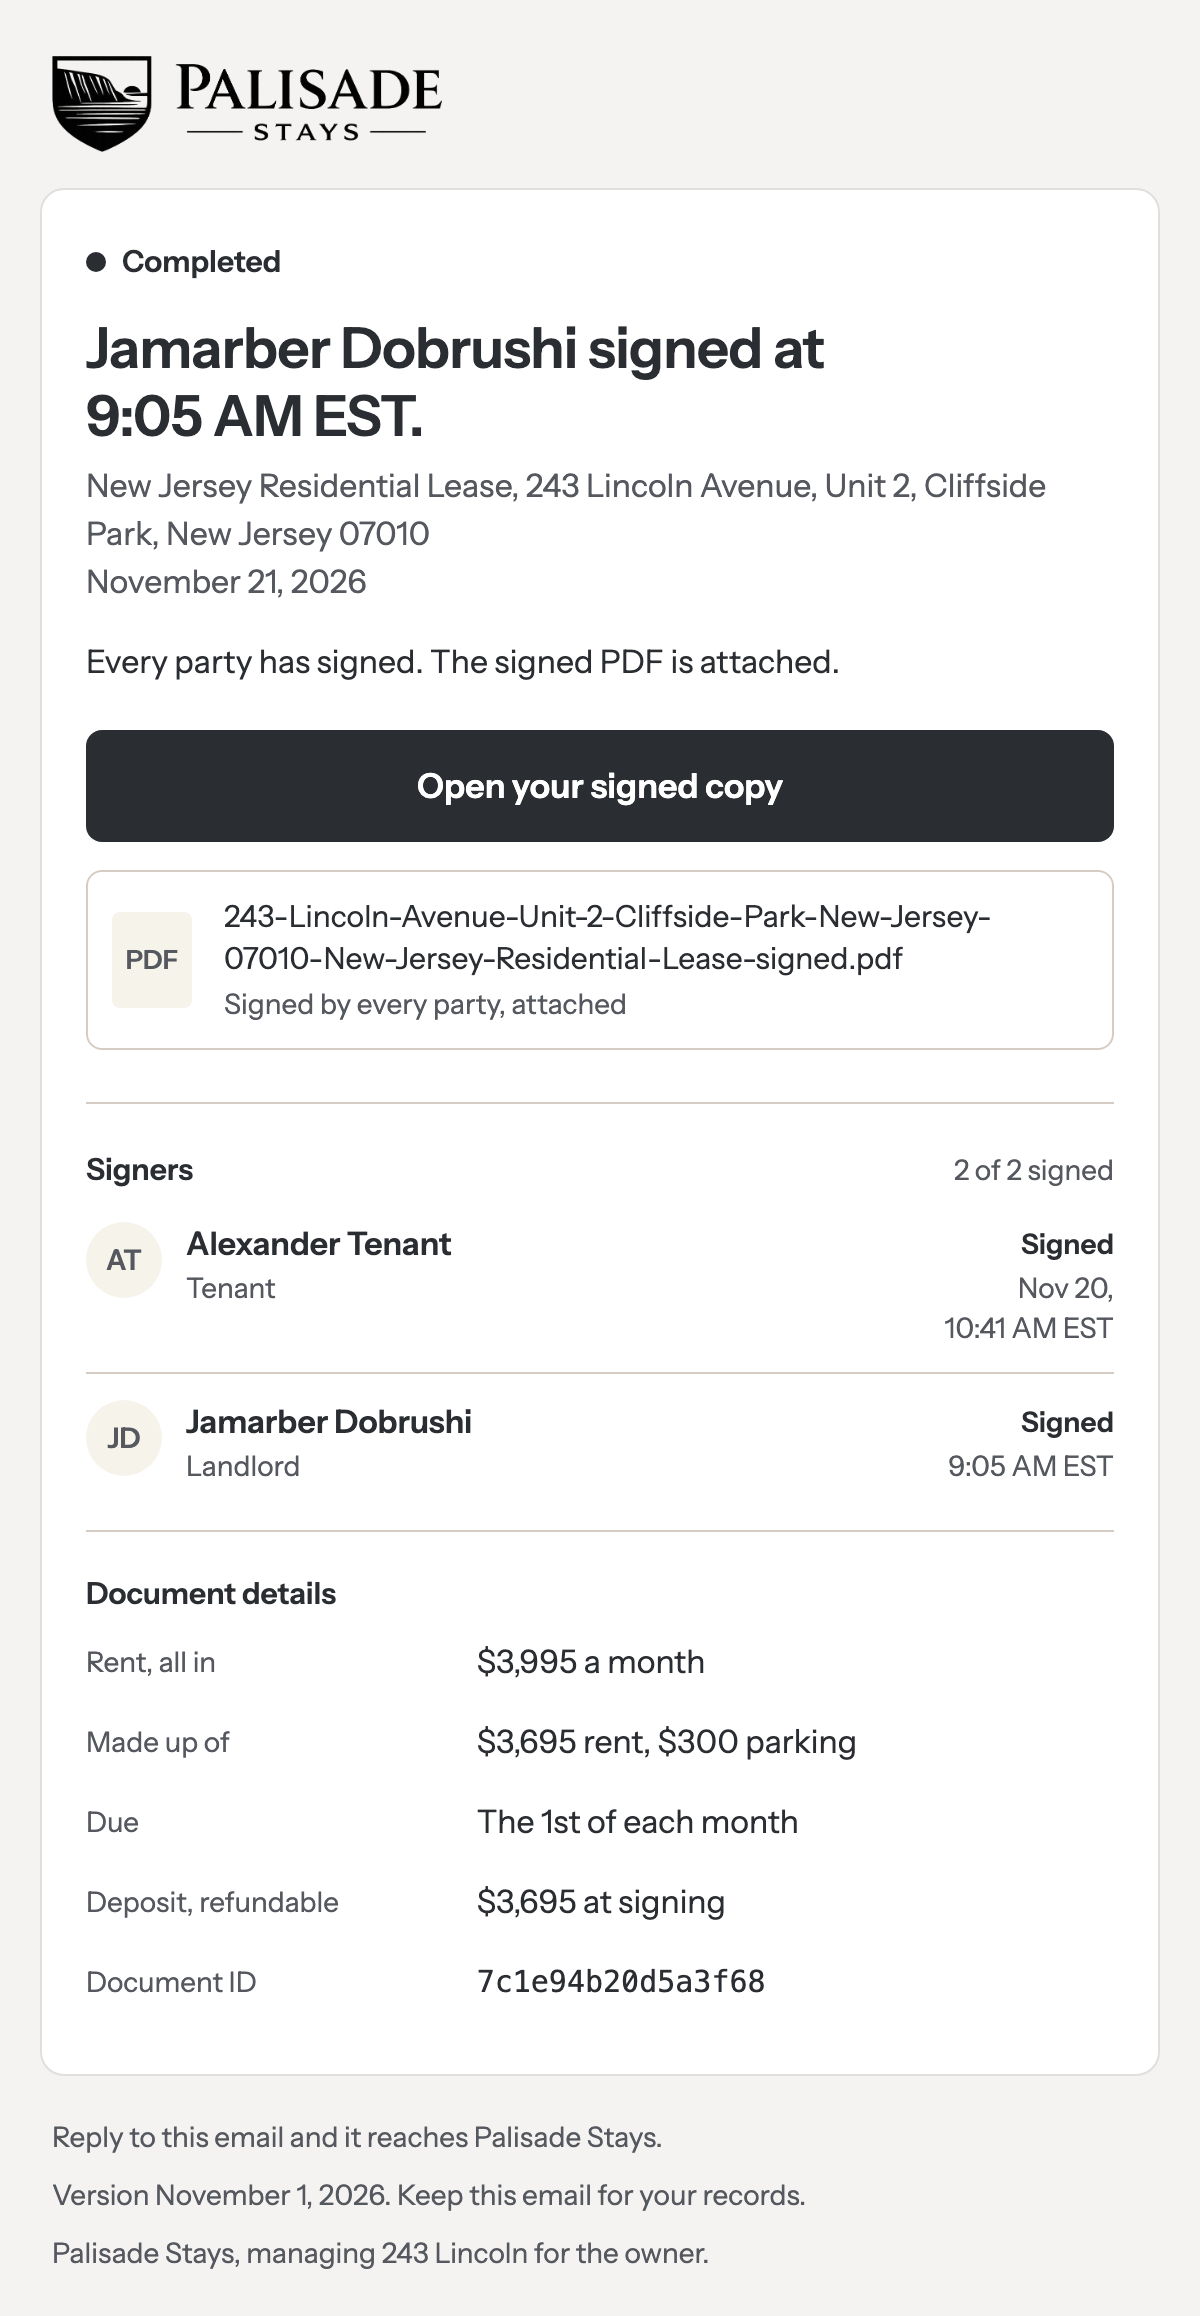 PALISADE
STAYS
Completed
Jamarber Dobrushi signed at
9:05 AM EST.
New Jersey Residential Lease, 243 Lincoln Avenue, Unit 2, Cliffside
Park, New Jersey 07010
November 21, 2026
Every party has signed. The signed PDF is attached.
Open your signed copy
PDF
243-Lincoln-Avenue-Unit-2-Cliffside-Park-New-Jersey-
07010-New-Jersey-Residential-Lease-signed.pdf
Signed by every party, attached
Signers
2 of 2 signed
AT
Alexander Tenant
Signed
Tenant
Nov 20,
10:41 AM EST
JD
Jamarber Dobrushi
Signed
Landlord
9:05 AM EST
Document details
Rent, all in
$3,995 a month
Made up of
$3,695 rent, $300 parking
Due
The 1st of each month
Deposit, refundable
$3,695 at signing
Document ID
7c1e94b20d5a3f68
Reply to this email and it reaches Palisade Stays.
Version November 1, 2026. Keep this email for your records.
Palisade Stays, managing 243 Lincoln for the owner.